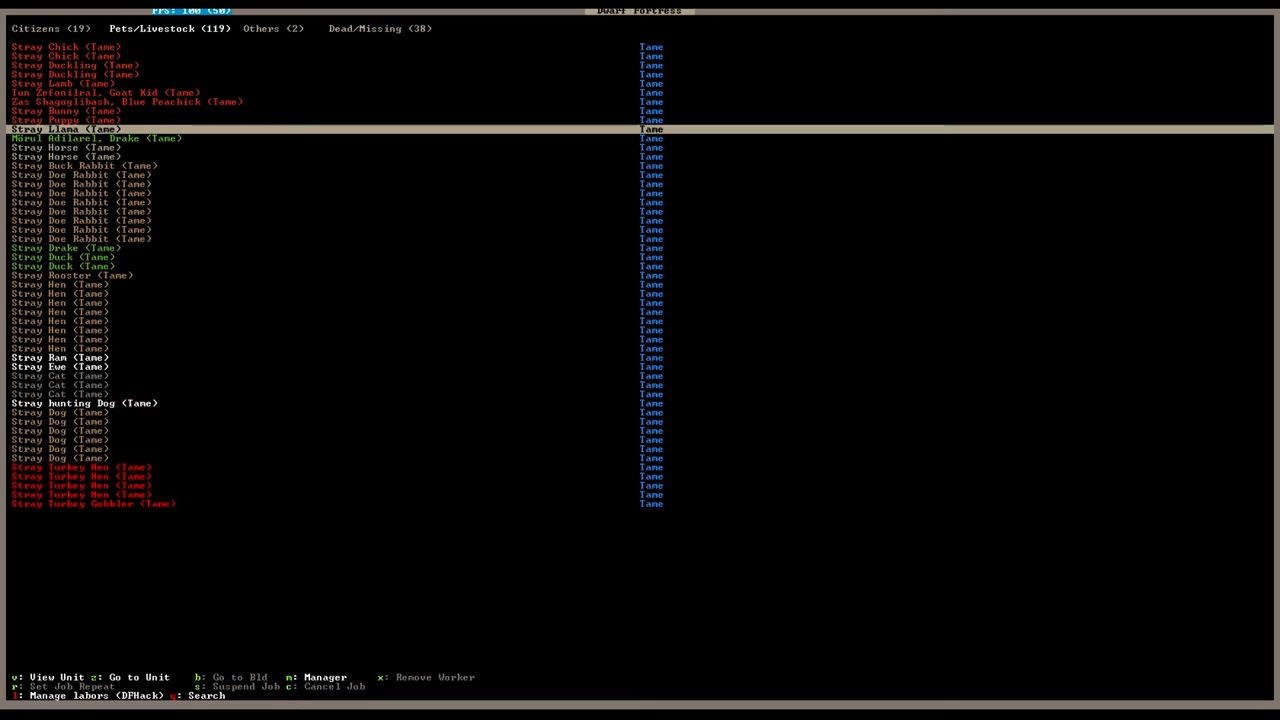 FPS: 100 (50) Dwarf Fortress
Citizens (19) Pets/Livestock (119) Others (2) Dead/Missing (38)
Stray Chick (Tame) Tame
Stray Chick (Tame) Tame
Stray Duckling (Tame) Tame
Stray Duckling (Tame) Tame
Stray Lamb (Tame) Tame
Tun Zefonilral, Goat Kid (Tame) Tame
Zas Shagoglibash, Blue Peachick (Tame) Tame
Stray Bunny (Tame) Tame
Stray Puppy (Tame) Tame
Stray Llama (Tame) Tame
Mörul Adilarel, Drake (Tame) Tame
Stray Horse (Tame) Tame
Stray Horse (Tame) Tame
Stray Buck Rabbit (Tame) Tame
Stray Doe Rabbit (Tame) Tame
Stray Doe Rabbit (Tame) Tame
Stray Doe Rabbit (Tame) Tame
Stray Doe Rabbit (Tame) Tame
Stray Doe Rabbit (Tame) Tame
Stray Doe Rabbit (Tame) Tame
Stray Doe Rabbit (Tame) Tame
Stray Doe Rabbit (Tame) Tame
Stray Drake (Tame) Tame
Stray Duck (Tame) Tame
Stray Duck (Tame) Tame
Stray Rooster (Tame) Tame
Stray Hen (Tame) Tame
Stray Hen (Tame) Tame
Stray Hen (Tame) Tame
Stray Hen (Tame) Tame
Stray Hen (Tame) Tame
Stray Hen (Tame) Tame
Stray Hen (Tame) Tame
Stray Hen (Tame) Tame
Stray Ram (Tame) Tame
Stray Ewe (Tame) Tame
Stray Cat (Tame) Tame
Stray Cat (Tame) Tame
Stray Cat (Tame) Tame
Stray hunting Dog (Tame) Tame
Stray Dog (Tame) Tame
Stray Dog (Tame) Tame
Stray Dog (Tame) Tame
Stray Dog (Tame) Tame
Stray Dog (Tame) Tame
Stray Dog (Tame) Tame
Stray Turkey Hen (Tame) Tame
Stray Turkey Hen (Tame) Tame
Stray Turkey Hen (Tame) Tame
Stray Turkey Hen (Tame) Tame
Stray Turkey Gobbler (Tame) Tame
v: View Unit z: Go to Unit b: Go to Bld m: Manager x: Remove Worker
r: Set Job Repeat s: Suspend Job c: Cancel Job
l: Manage labors (DFHack) q: Search